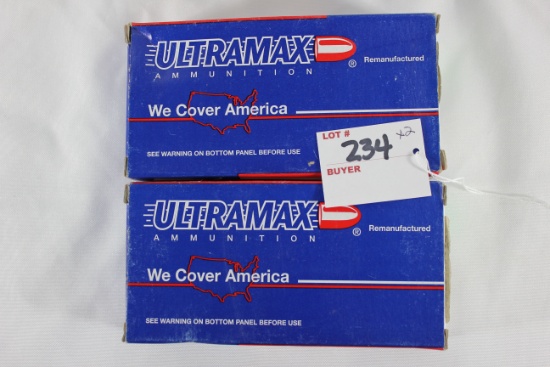 ULTRAMAX
®
AMMUNITION
Remanufactured
We Cover America
SEE WARNING ON BOTTOM PANEL BEFORE USE
LOT #
x2
234
BUYER
ULTRAMAX
®
AMMUNITION
Remanufactured
We Cover America
SEE WARNING ON BOTTOM PANEL BEFORE USE